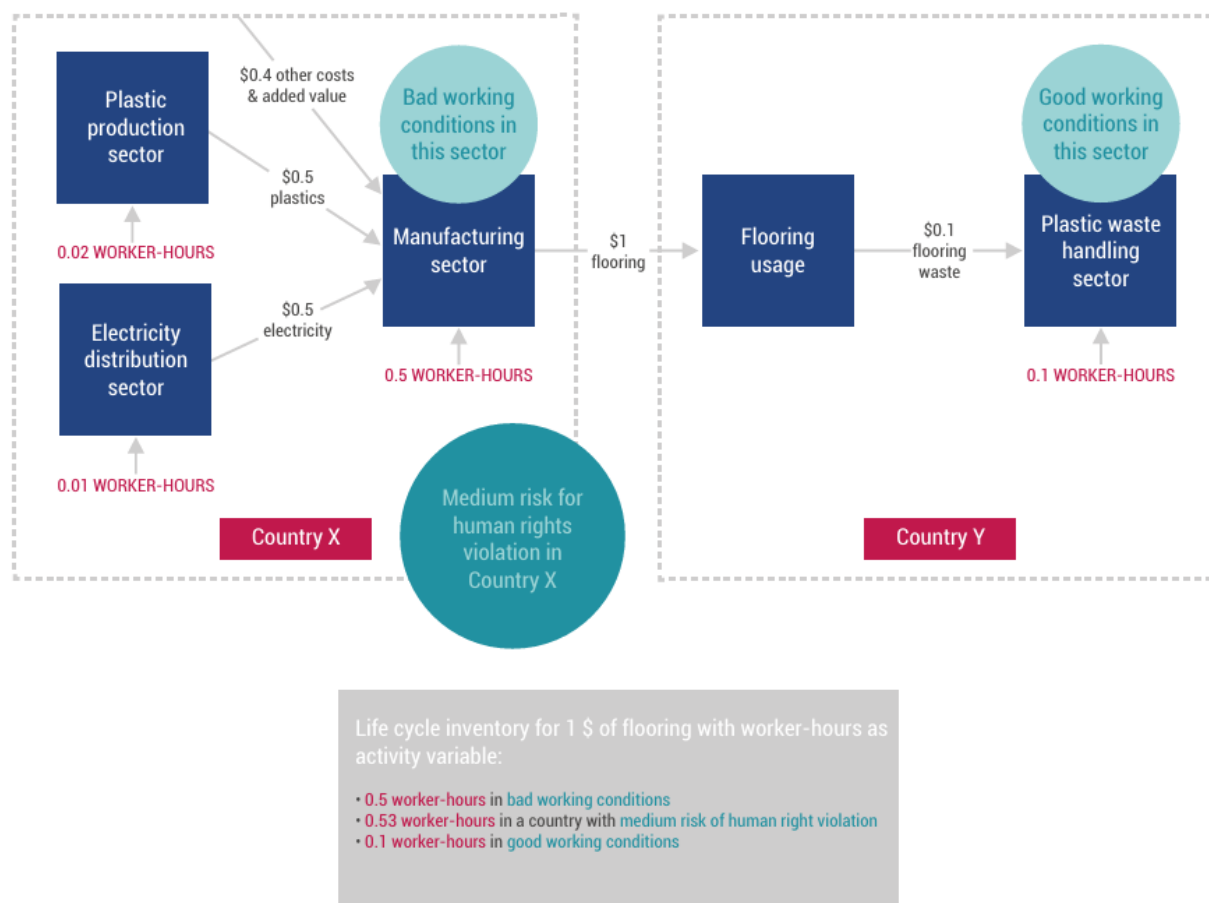 $0.4 other costs
& added value
Plastic
production
sector
Bad working
conditions in
this sector
Good working
conditions in
this sector
$0.5
plastics
Manufacturing
sector
$1
flooring
Flooring
usage
$0.1
flooring
waste
Plastic waste
handling
sector
0.02 WORKER-HOURS
$0.5
electricity
Electricity
distribution
sector
0.5 WORKER-HOURS
0.1 WORKER-HOURS
0.01 WORKER-HOURS
Medium risk for
human rights
violation in
Country X
Country X
Country Y
Life cycle inventory for 1 $ of flooring with worker-hours as
activity variable:
• 0.5 worker-hours in bad working conditions
• 0.53 worker-hours in a country with medium risk of human right violation
• 0.1 worker-hours in good working conditions